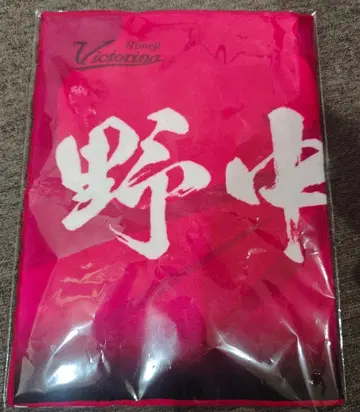 Himeji
Victorina
野中